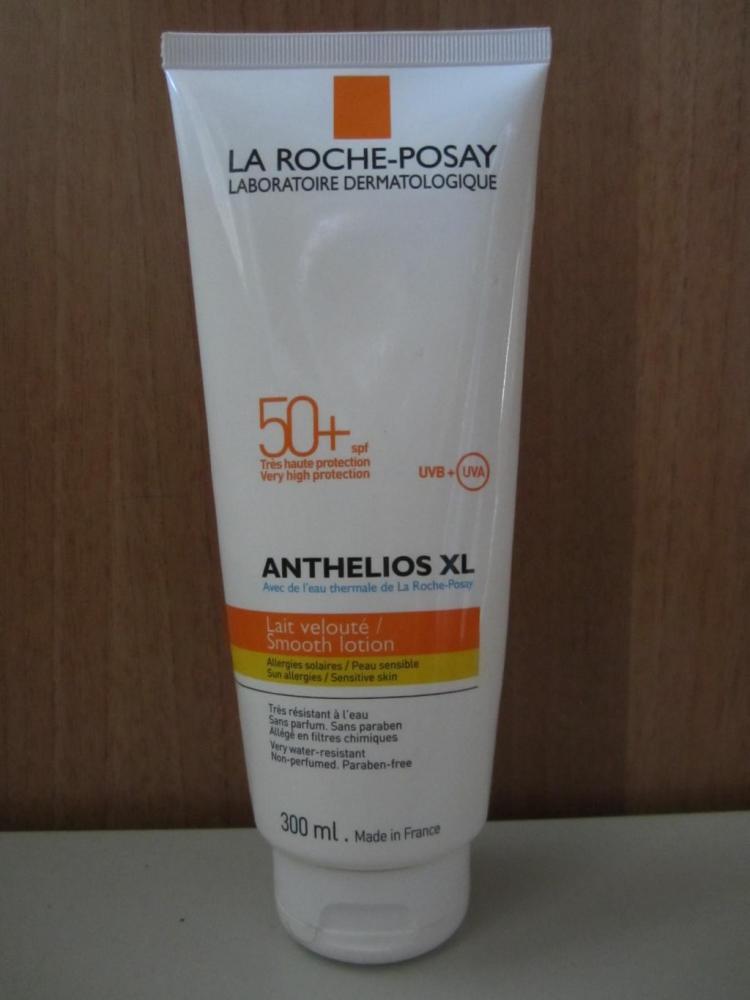 LA ROCHE-POSAY
LABORATOIRE DERMATOLOGIQUE
50+ spf
Très haute protection
Very high protection
UVB + UVA
ANTHELIOS XL
Avec de l'eau thermale de La Roche-Posay
Lait velouté /
Smooth lotion
Allergies solaires / Peau sensible
Sun allergies / Sensitive skin
Très résistant à l'eau
Sans parfum. Sans paraben
Allégé en filtres chimiques
Very water-resistant
Non-perfumed. Paraben-free
300 ml . Made in France